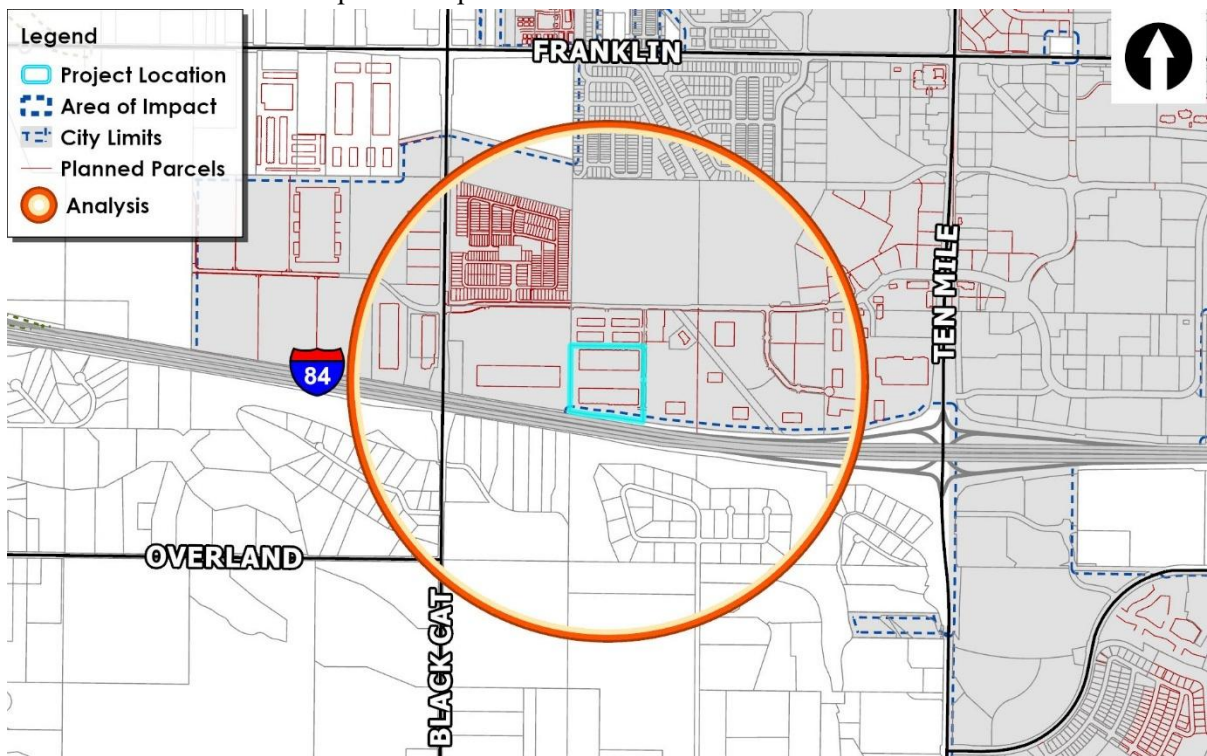 Legend
Project Location
Area of Impact
City Limits
Planned Parcels
Analysis
FRANKLIN
TEN MILE
84
OVERLAND
BLACK CAT